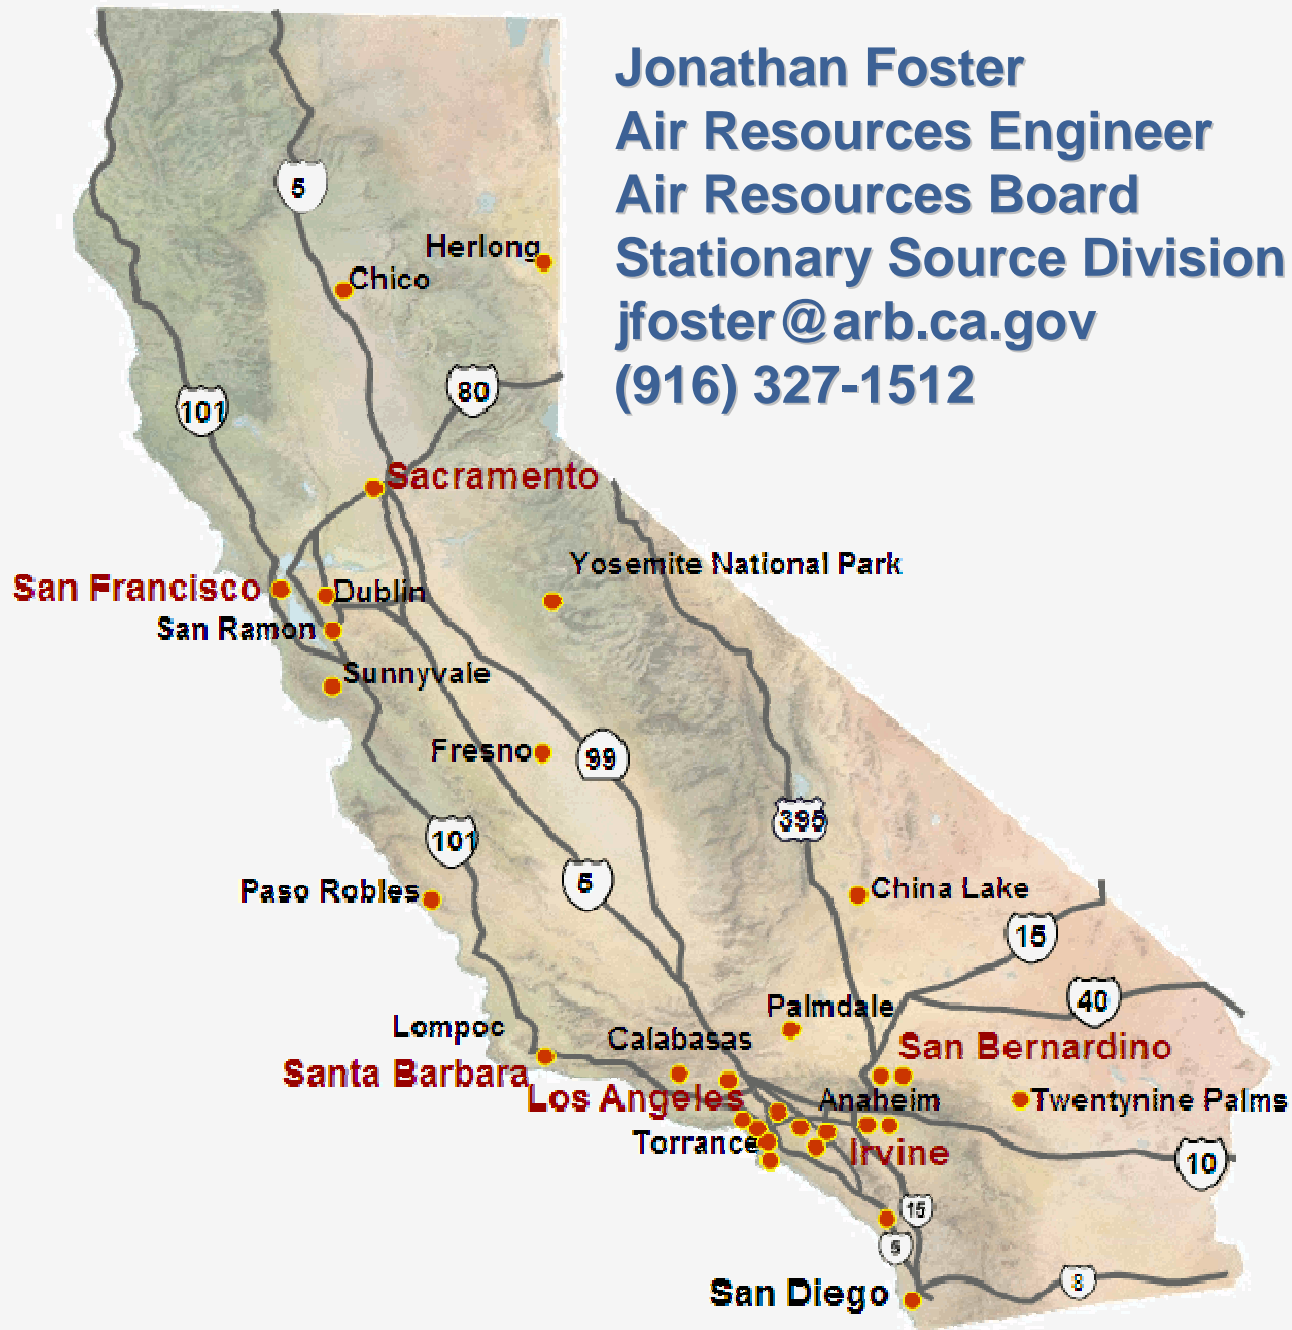 Jonathan Foster
Air Resources Engineer
Air Resources Board
Stationary Source Division
jfoster@arb.ca.gov
(916) 327-1512
5
Herlong
Chico
80
101
Sacramento
Yosemite National Park
San Francisco
Dublin
San Ramon
Sunnyvale
Fresno
99
395
101
5
Paso Robles
China Lake
15
40
Palmdale
Lompoc
Calabasas
San Bernardino
Santa Barbara
Los Angeles
Anaheim
Twentynine Palms
Torrance
Irvine
10
15
5
8
San Diego